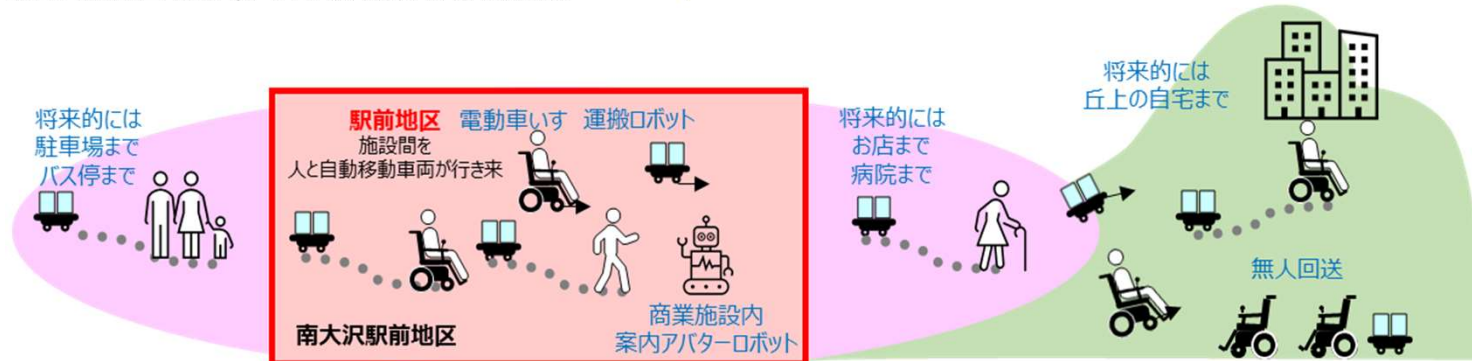 将来的には
駐車場まで
バス停まで
駅前地区
施設間を
人と自動移動車両が行き来
電動車いす
運搬ロボット
南大沢駅前地区
商業施設内
案内アバターロボット
将来的には
お店まで
病院まで
将来的には
丘上の自宅まで
無人回送